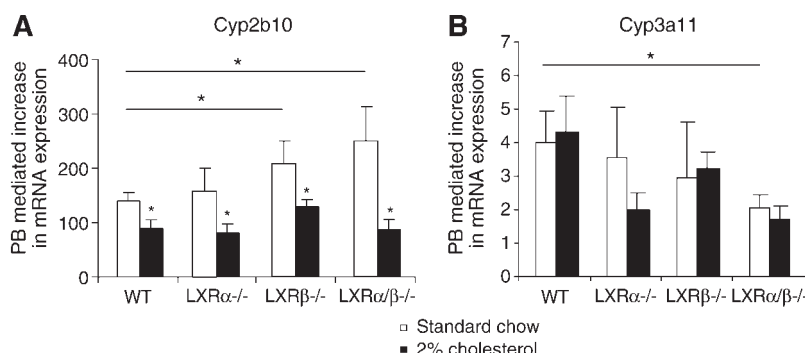 A
Cyp2b10
PB mediated increase
in mRNA expression
400
300
200
100
0
*
*
*
*
*
*
WT
LXRα-/-
LXRβ-/-
LXRα/β-/-
B
Cyp3a11
PB mediated increase
in mRNA expression
7
6
5
4
3
2
1
0
*
WT
LXRα-/-
LXRβ-/-
LXRα/β-/-
Standard chow
2% cholesterol